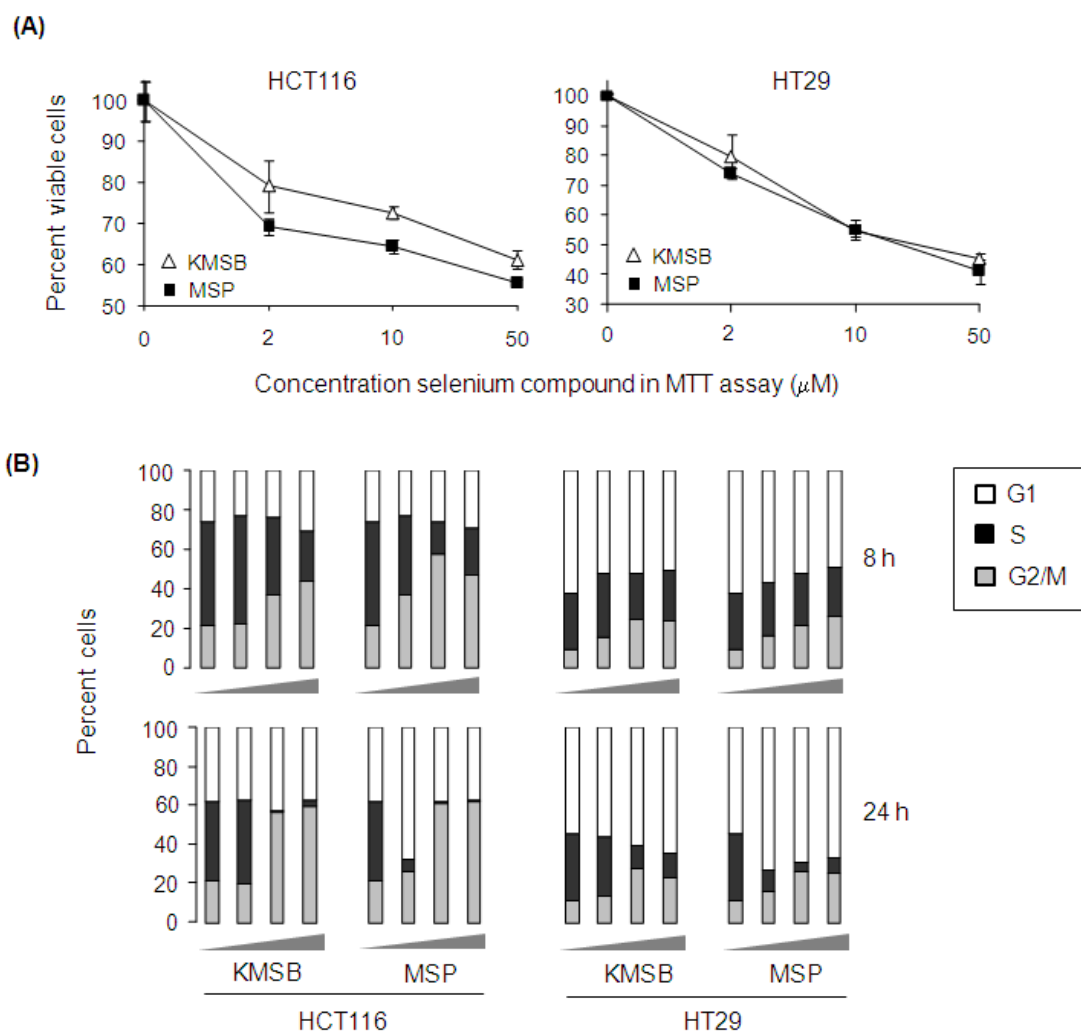 (A)
HCT116
HT29
Percent viable cells
100
90
80
70
60
50
KMSB
MSP
0 2 10 50
100
90
80
70
60
50
40
30
KMSB
MSP
0 2 10 50
Concentration selenium compound in MTT assay (μM)
(B)
Percent cells
100
80
60
40
20
0
8 h
G1
S
G2/M
100
80
60
40
20
0
24 h
KMSB MSP KMSB MSP
HCT116 HT29